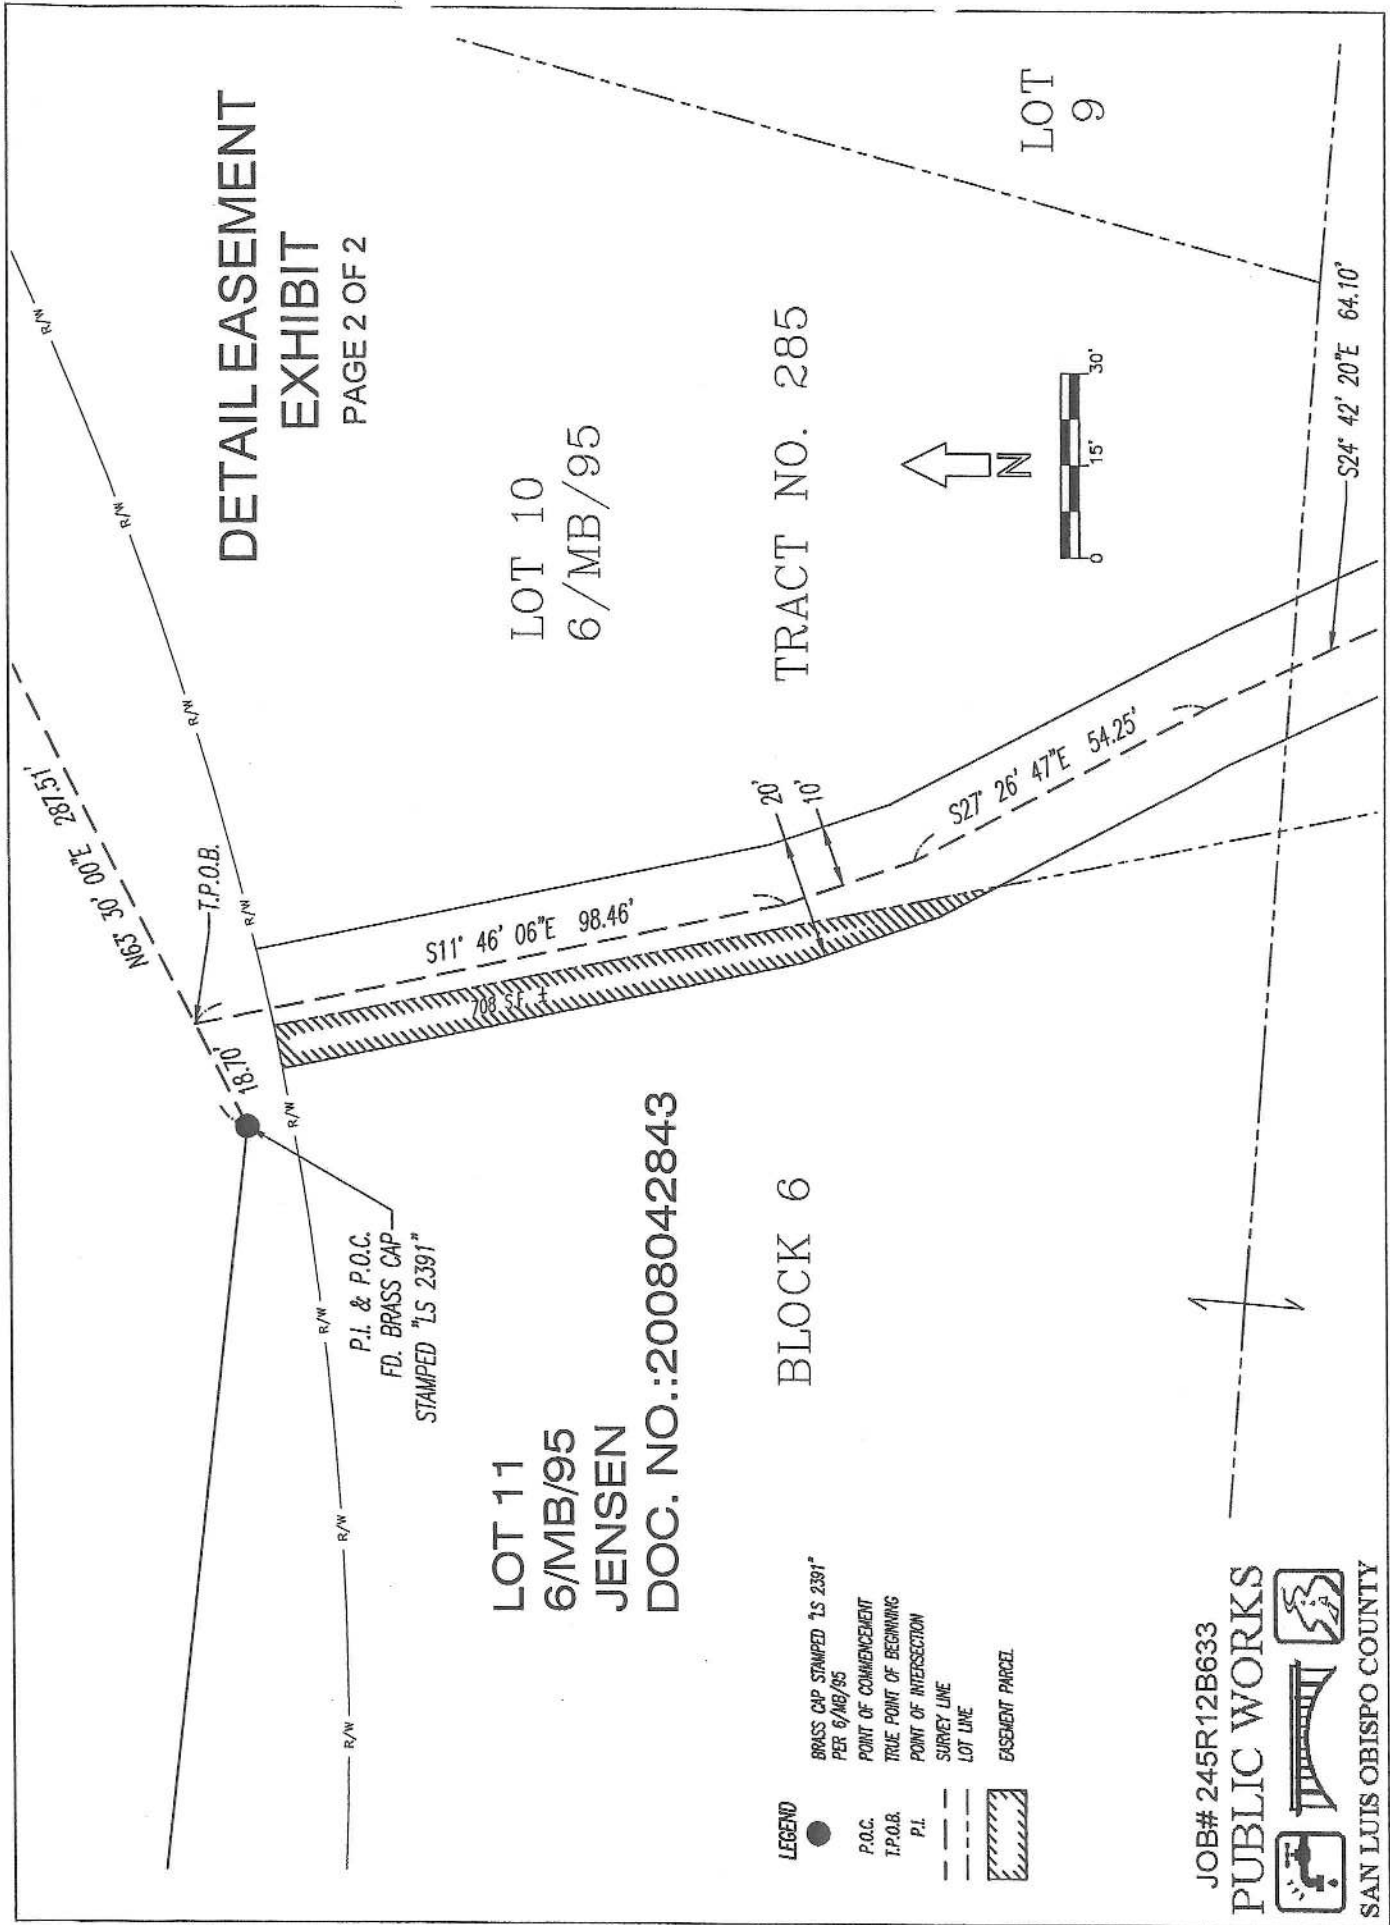 DETAIL EASEMENT
EXHIBIT
PAGE 2 OF 2
R/W
R/W
R/W
R/W
R/W
R/W
R/W
R/W
N63° 30' 00"E 287.51'
T.P.O.B.
18.70'
P.I. & P.O.C.
FD. BRASS CAP
STAMPED "LS 2391"
LOT 10
6/MB/95
LOT
9
TRACT NO. 285
N
0
15'
30'
S11° 46' 06"E 98.46'
708 S.F. ±
20'
10'
S27° 26' 47"E 54.25'
S24° 42' 20"E 64.10'
LOT 11
6/MB/95
JENSEN
DOC. NO.:2008042843
BLOCK 6
LEGEND
BRASS CAP STAMPED "LS 2391"
PER 6/MB/95
P.O.C. POINT OF COMMENCEMENT
T.P.O.B. TRUE POINT OF BEGINNING
P.I. POINT OF INTERSECTION
SURVEY LINE
LOT LINE
EASEMENT PARCEL
JOB# 245R12B633
PUBLIC WORKS
SAN LUIS OBISPO COUNTY